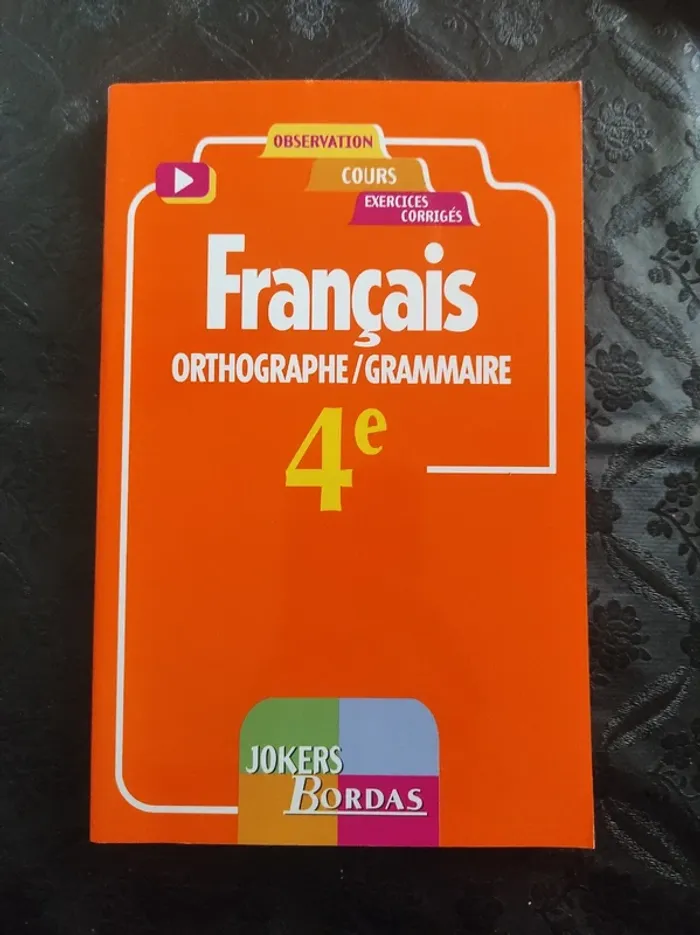 OBSERVATION
COURS
EXERCICES
CORRIGÉS
Français
ORTHOGRAPHE/GRAMMAIRE
4e
JOKERS
BORDAS